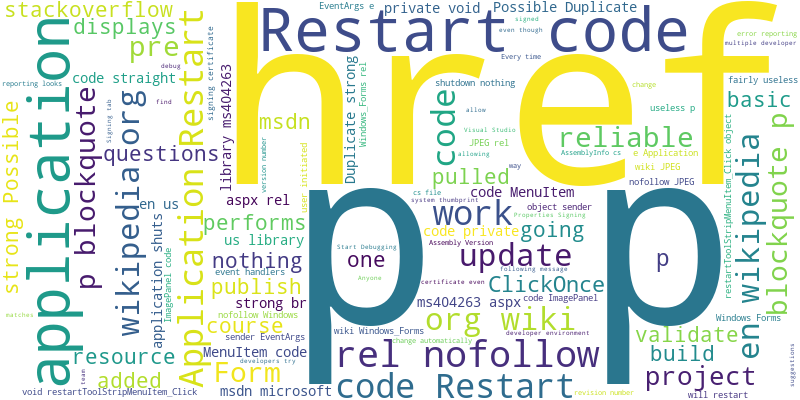 stackoverflow
displays
pre
code straight
reporting looks
debug
p blockquote
application
strong Possible
wikipedia org
questions
find
Signing tab
en us
application shuts
ImagePanel code
resource
added
matches
team
void restartToolStripMenuItem_Click
Application Restart
signing certificate
library ms404263
aspx rel
version number
performs
us library
nothing
event handlers
publish
strong br
nofollow Windows
course
sender EventArgs
MenuItem code
developers try
Form
msdn microsoft
msdn
user initiated
EventArgs e
private void
Possible Duplicate
signed
even though
Restart code
href
Every time
Duplicate strong
Windows_Forms rel
code
shutdown nothing
allow
Visual Studio
JPEG rel
allowing
pulled
way
cs file
system thumbprint
code MenuItem
object sender
work
Properties Signing
code private
going
Start Debugging
one
Anyone
Assembly Version
update
following message
certificate even
ClickOnce
ms404263 aspx
code ImagePanel
org wiki
wiki Windows_Forms
developer environment
change automatically
rel nofollow
code Restart
revision number
p p
p
reliable
AssemblyInfo cs
e Application
wiki JPEG
nofollow JPEG
useless p
change
error reporting
multiple developer
fairly useless
basic
restartToolStripMenuItem_Click object
en wikipedia
blockquote p
Windows Forms
validate
build
project
will restart
suggestions